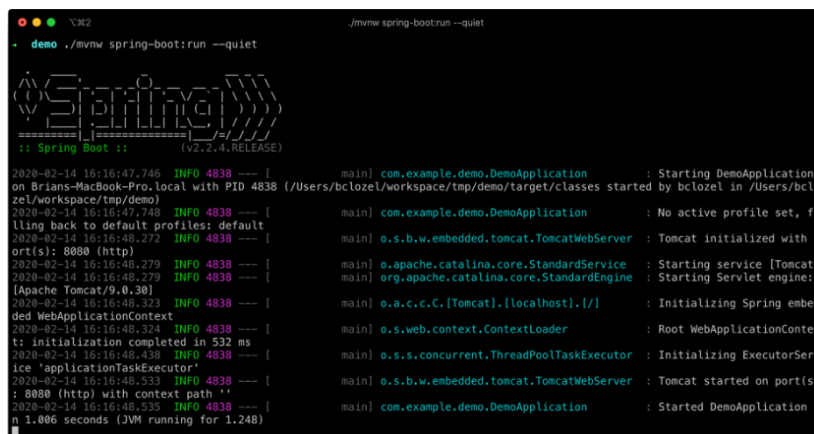 ⌥⌘2
./mvnw spring-boot:run --quiet
demo ./mvnw spring-boot:run --quiet
Spring
:: Spring Boot :: (v2.2.4.RELEASE)
2020-02-14 16:16:47.746 INFO 4838 --- [ main] com.example.demo.DemoApplication : Starting DemoApplication
on Brians-MacBook-Pro.local with PID 4838 (/Users/bclozel/workspace/tmp/demo/target/classes started by bclozel in /Users/bcl
zel/workspace/tmp/demo)
2020-02-14 16:16:47.748 INFO 4838 --- [ main] com.example.demo.DemoApplication : No active profile set, f
lling back to default profiles: default
2020-02-14 16:16:48.272 INFO 4838 --- [ main] o.s.b.w.embedded.tomcat.TomcatWebServer : Tomcat initialized with
ort(s): 8080 (http)
2020-02-14 16:16:48.279 INFO 4838 --- [ main] o.apache.catalina.core.StandardService : Starting service [Tomcat
2020-02-14 16:16:48.279 INFO 4838 --- [ main] org.apache.catalina.core.StandardEngine : Starting Servlet engine:
[Apache Tomcat/9.0.30]
2020-02-14 16:16:48.323 INFO 4838 --- [ main] o.a.c.c.C.[Tomcat].[localhost].[/] : Initializing Spring embe
ded WebApplicationContext
2020-02-14 16:16:48.324 INFO 4838 --- [ main] o.s.web.context.ContextLoader : Root WebApplicationConte
t: initialization completed in 532 ms
2020-02-14 16:16:48.438 INFO 4838 --- [ main] o.s.s.concurrent.ThreadPoolTaskExecutor : Initializing ExecutorSer
ice 'applicationTaskExecutor'
2020-02-14 16:16:48.533 INFO 4838 --- [ main] o.s.b.w.embedded.tomcat.TomcatWebServer : Tomcat started on port(s
: 8080 (http) with context path ''
2020-02-14 16:16:48.535 INFO 4838 --- [ main] com.example.demo.DemoApplication : Started DemoApplication
n 1.006 seconds (JVM running for 1.248)